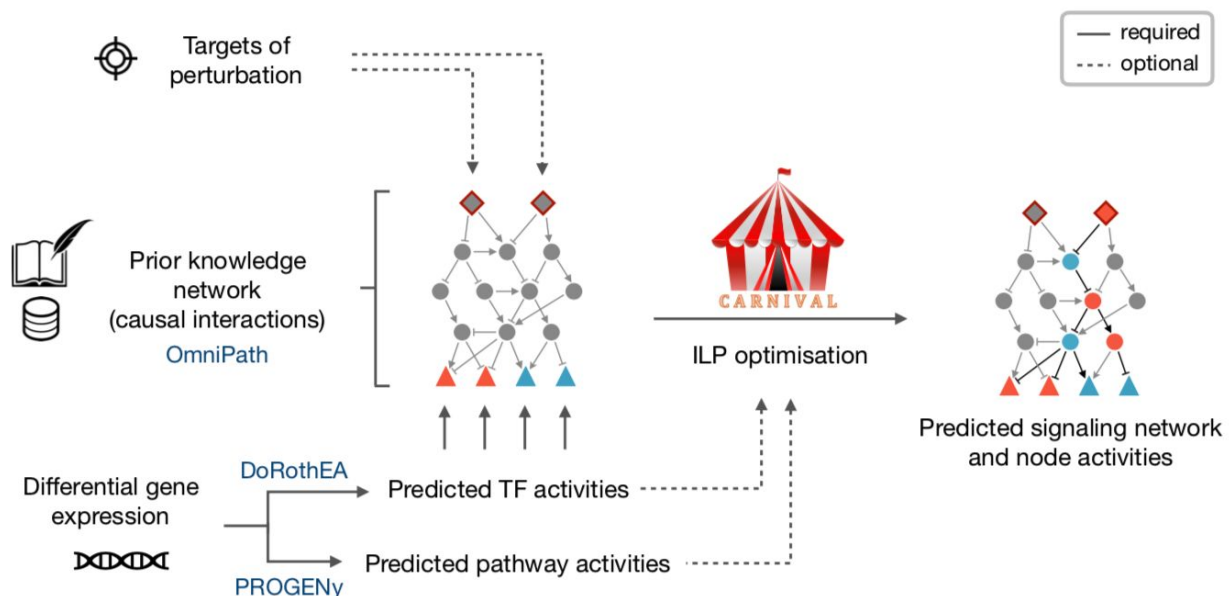 Targets of
perturbation
required
optional
Prior knowledge
network
(causal interactions)
OmniPath
CARNIVAL
ILP optimisation
Predicted signaling network
and node activities
Differential gene
expression
DoRothEA
Predicted TF activities
Predicted pathway activities
PROGENy